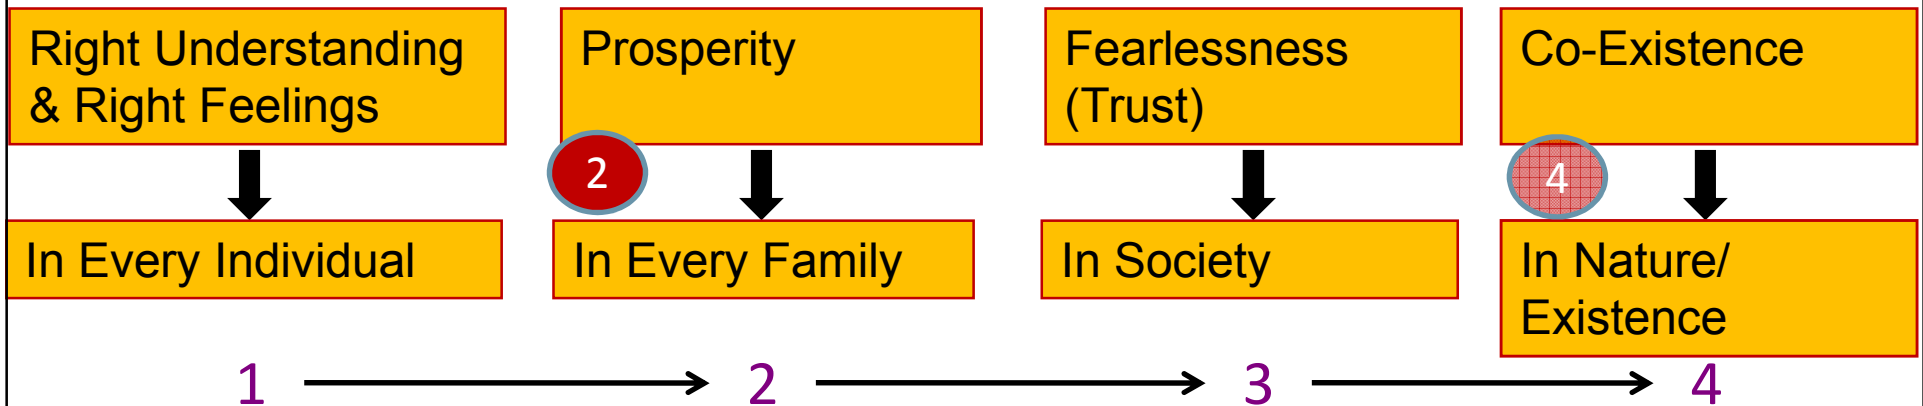 Right Understanding
& Right Feelings
Prosperity
Fearlessness
(Trust)
Co-Existence
2
4
In Every Individual
In Every Family
In Society
In Nature/
Existence
1
2
3
4